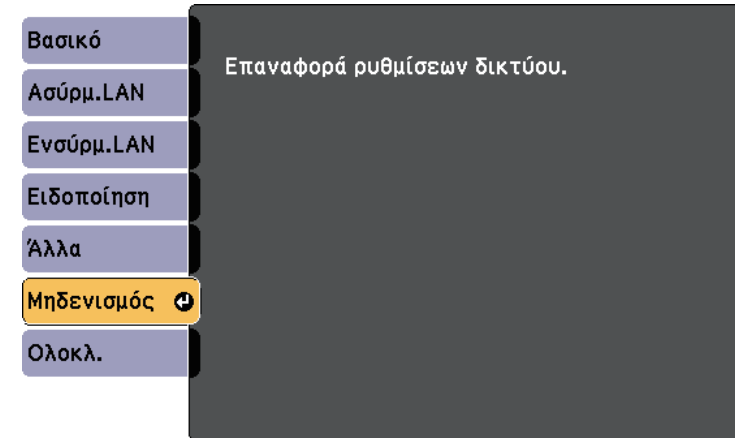 Βασικό
Ασύρμ.LAN
Ενσύρμ.LAN
Ειδοποίηση
Άλλα
Μηδενισμός
Ολοκλ.
Επαναφορά ρυθμίσεων δικτύου.